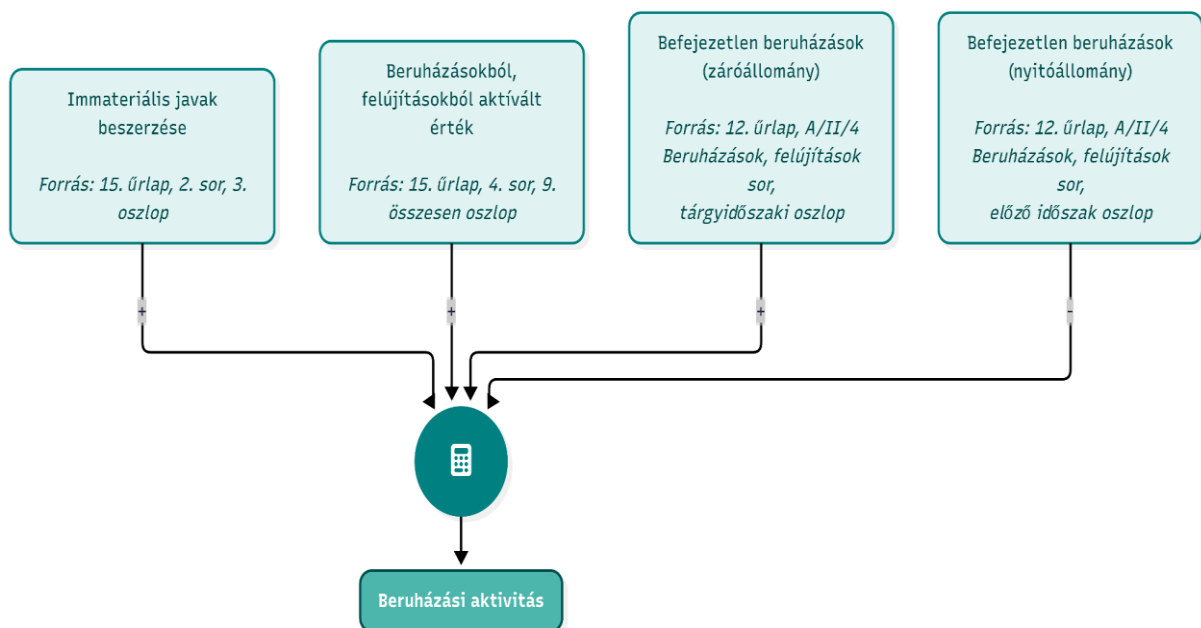 Immateriális javak
beszerzése
Forrás: 15. űrlap, 2. sor, 3.
oszlop
Beruházásokból,
felújításokból aktívált
érték
Forrás: 15. űrlap, 4. sor, 9.
összesen oszlop
Befejezetlen beruházások
(záróállomány)
Forrás: 12. űrlap, A/II/4
Beruházások, felújítások
sor,
tárgyidőszaki oszlop
Befejezetlen beruházások
(nyitóállomány)
Forrás: 12. űrlap, A/II/4
Beruházások, felújítások
sor,
előző időszak oszlop
+
+
+
-
Beruházási aktivitás